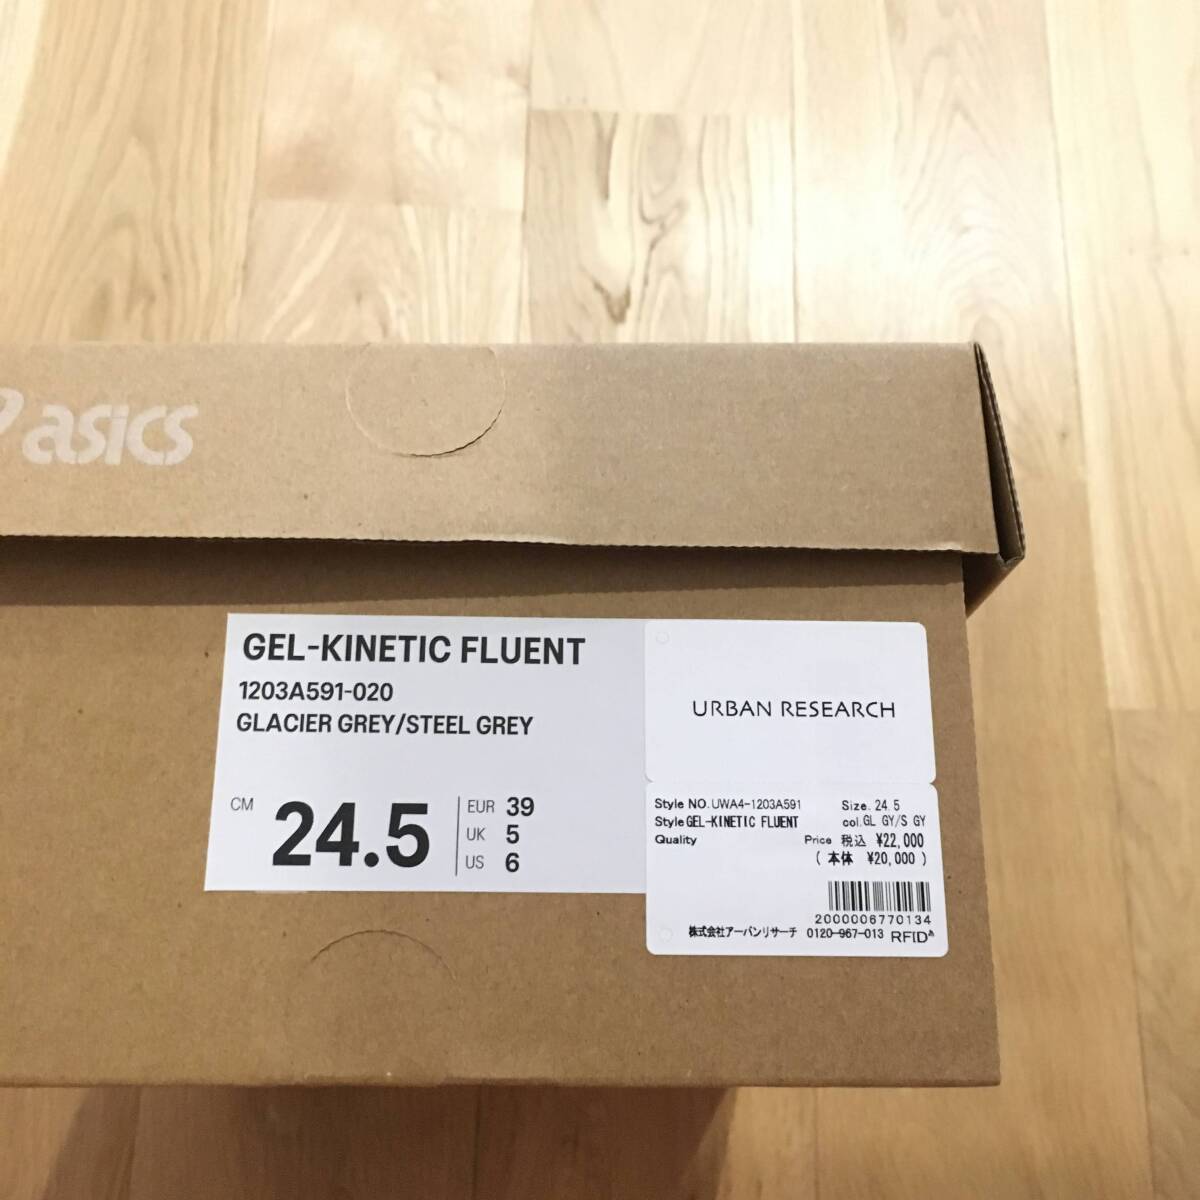 asics
GEL-KINETIC FLUENT
1203A591-020
GLACIER GREY/STEEL GREY
CM 24.5
EUR 39
UK 5
US 6
URBAN RESEARCH
Style NO. UWA4-1203A591 Size. 24.5
Style GEL-KINETIC FLUENT col. GL GY/S GY
Quality Price 税込 ¥22,000
( 本体 ¥20,000 )
2000006770134
株式会社アーバンリサーチ 0120-967-013 RFID